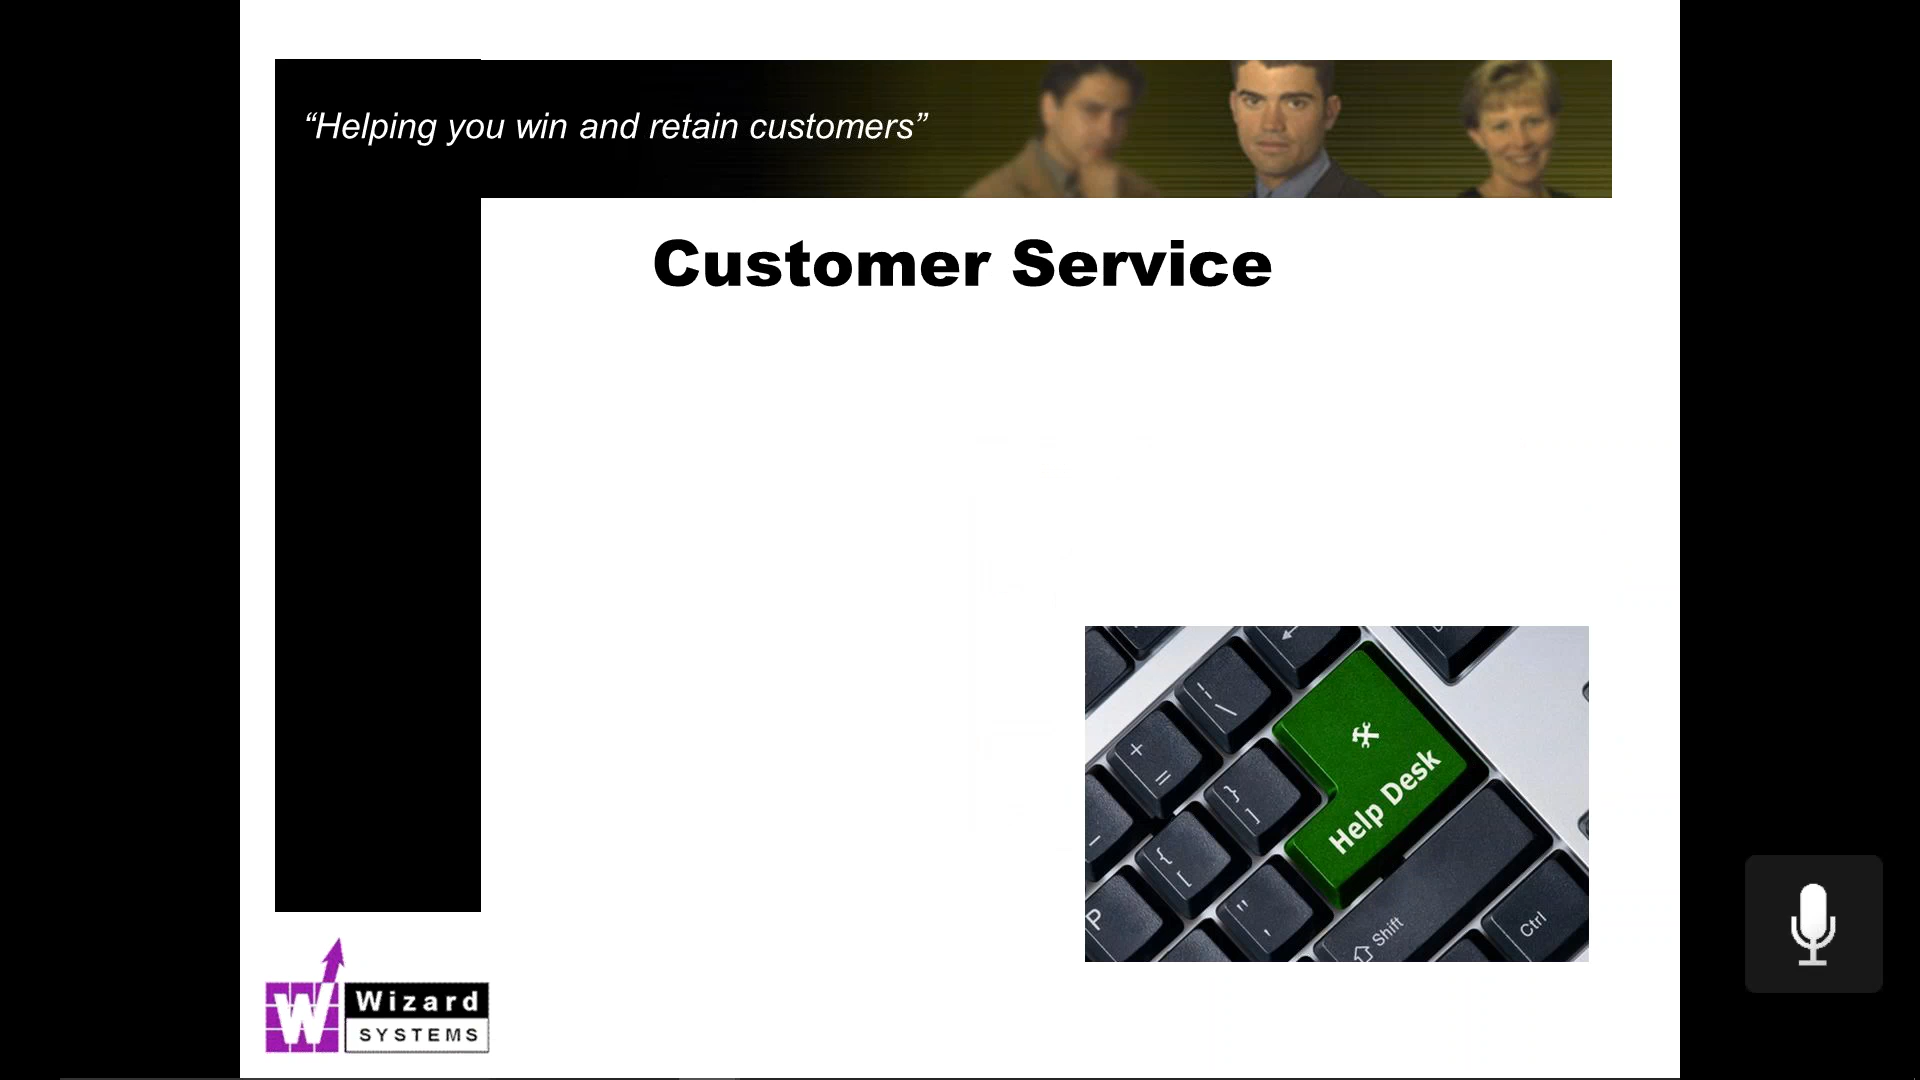 “Helping you win and retain customers”
Customer Service
Help Desk
+
=
}
]
{
[
"
,
P
Shift
Ctrl
W
Wizard
SYSTEMS